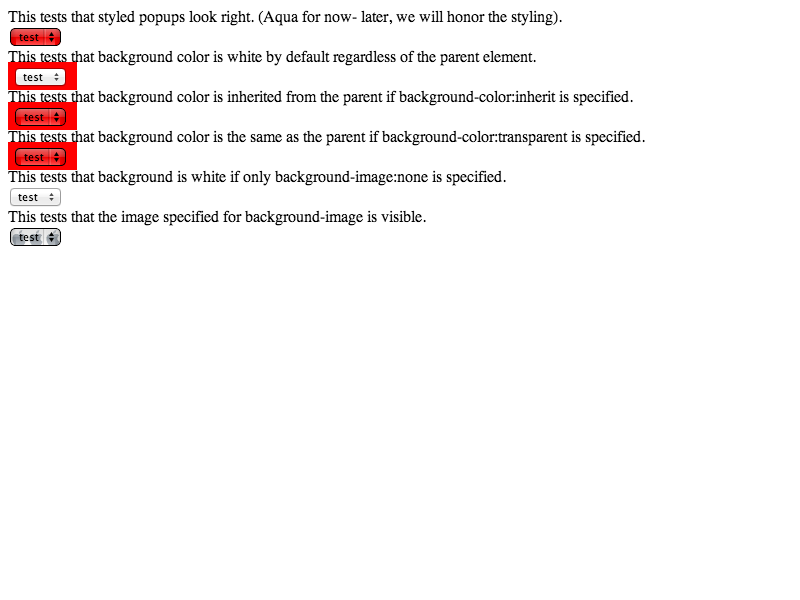 This tests that styled popups look right. (Aqua for now- later, we will honor the styling).
test
This tests that background color is white by default regardless of the parent element.
test
This tests that background color is inherited from the parent if background-color:inherit is specified.
test
This tests that background color is the same as the parent if background-color:transparent is specified.
test
This tests that background is white if only background-image:none is specified.
test
This tests that the image specified for background-image is visible.
test